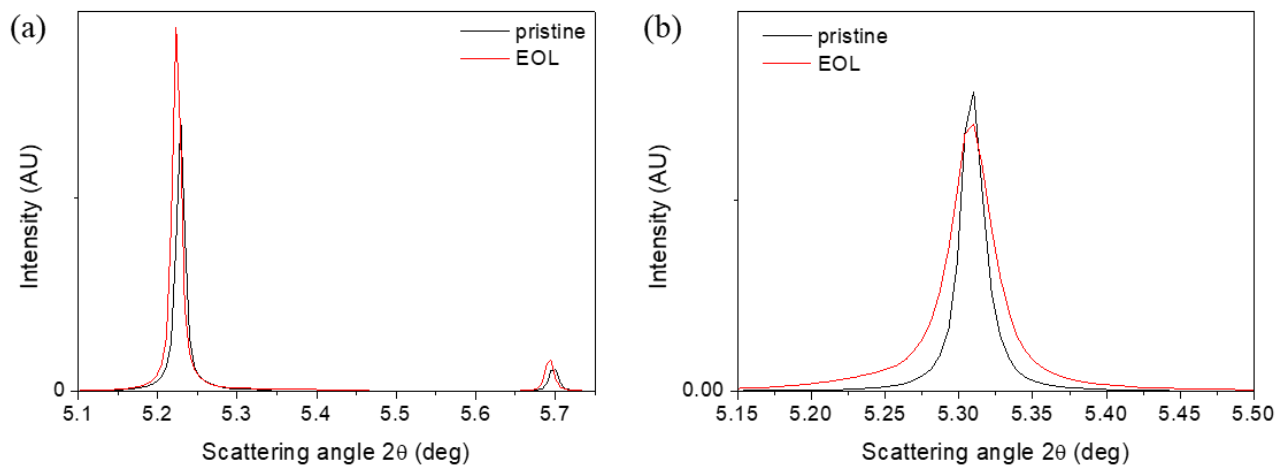 (a)
pristine
EOL
Intensity (AU)
0
5.1 5.2 5.3 5.4 5.5 5.6 5.7
Scattering angle 2θ (deg)
(b)
pristine
EOL
Intensity (AU)
0.00
5.15 5.20 5.25 5.30 5.35 5.40 5.45 5.50
Scattering angle 2θ (deg)